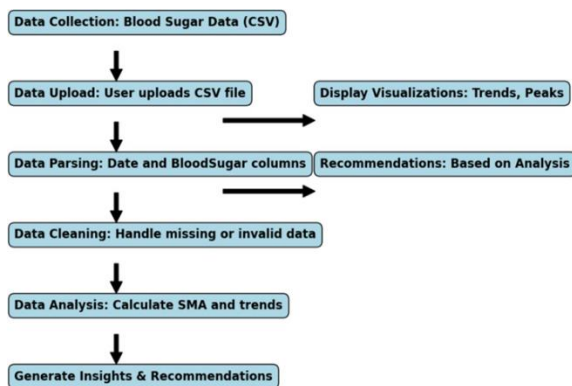 Data Collection: Blood Sugar Data (CSV)
Data Upload: User uploads CSV file
Display Visualizations: Trends, Peaks
Data Parsing: Date and BloodSugar columns
Recommendations: Based on Analysis
Data Cleaning: Handle missing or invalid data
Data Analysis: Calculate SMA and trends
Generate Insights & Recommendations